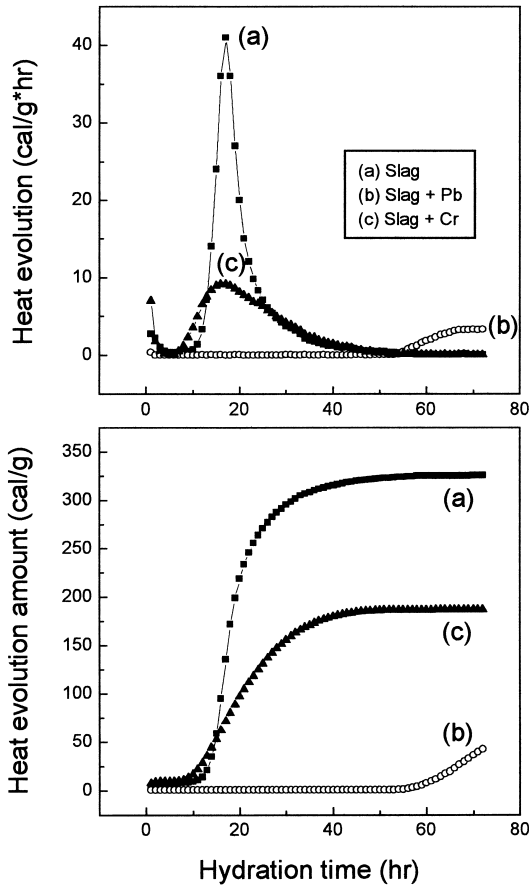 Heat evolution (cal/g*hr)
40
30
20
10
0
(a)
(c)
(b)
(a) Slag
(b) Slag + Pb
(c) Slag + Cr
0 20 40 60 80
Heat evolution amount (cal/g)
350
300
250
200
150
100
50
0
(a)
(c)
(b)
0 20 40 60 80
Hydration time (hr)